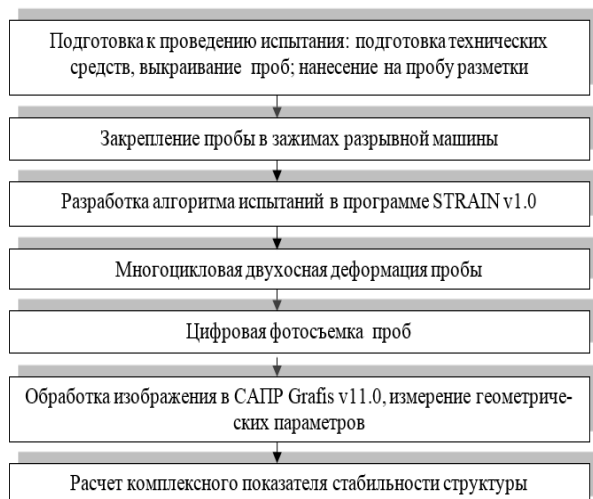 Подготовка к проведению испытания: подготовка технических
средств, выкраивание проб; нанесение на пробу разметки
Закрепление пробы в зажимах разрывной машины
Разработка алгоритма испытаний в программе STRAIN v1.0
Многоцикловая двухосная деформация пробы
Цифровая фотосъемка проб
Обработка изображения в САПР Grafis v11.0, измерение геометриче-
ских параметров
Расчет комплексного показателя стабильности структуры